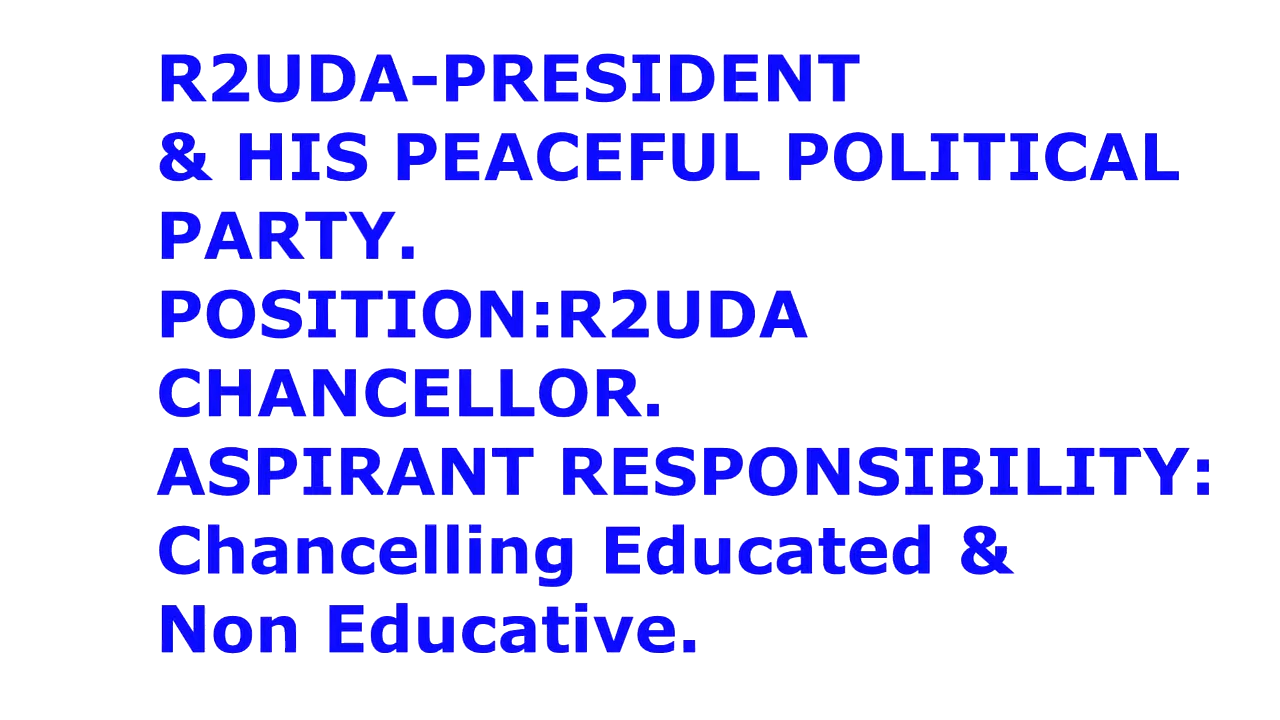 R2UDA-PRESIDENT
& HIS PEACEFUL POLITICAL
PARTY.
POSITION:R2UDA
CHANCELLOR.
ASPIRANT RESPONSIBILITY:
Chancelling Educated &
Non Educative.